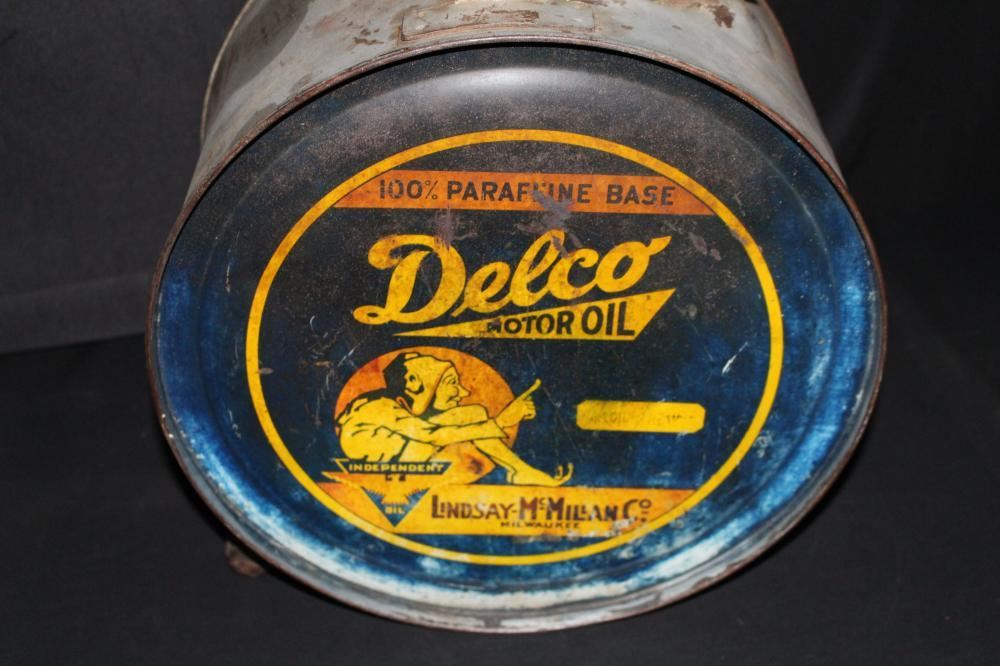 100% PARAFFINE BASE
Delco
MOTOR OIL
INDEPENDENT
OIL
LINDSAY-McMILLAN Co
MILWAUKEE